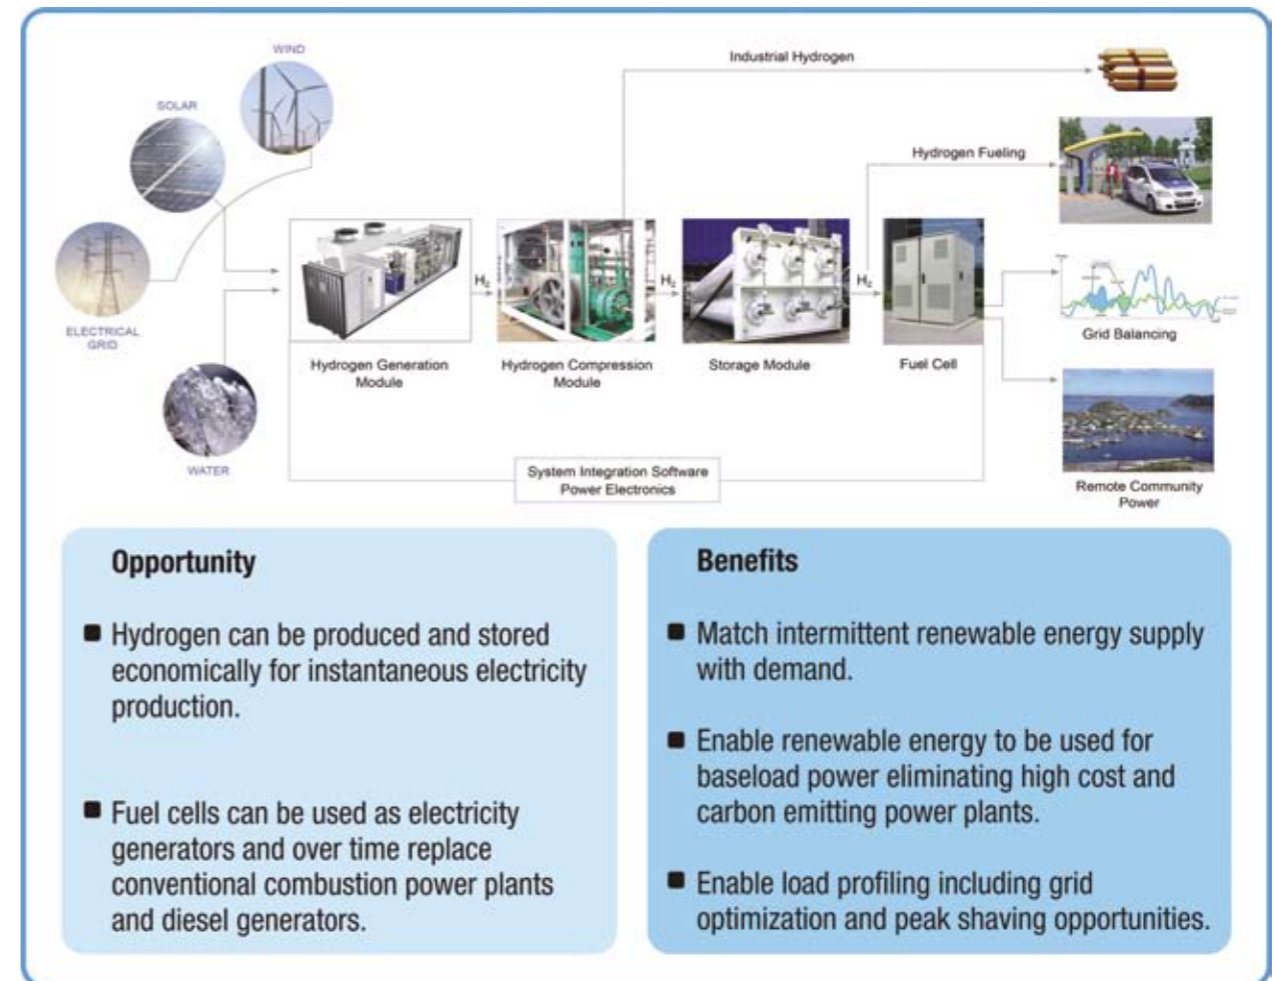 WIND
Industrial Hydrogen
SOLAR
Hydrogen Fueling
ELECTRICAL
GRID
H2
H2
H2
Grid Balancing
Hydrogen Generation
Module
Hydrogen Compression
Module
Storage Module
Fuel Cell
WATER
System Integration Software
Power Electronics
Remote Community
Power
Opportunity
■ Hydrogen can be produced and stored
economically for instantaneous electricity
production.
■ Fuel cells can be used as electricity
generators and over time replace
conventional combustion power plants
and diesel generators.
Benefits
■ Match intermittent renewable energy supply
with demand.
■ Enable renewable energy to be used for
baseload power eliminating high cost and
carbon emitting power plants.
■ Enable load profiling including grid
optimization and peak shaving opportunities.